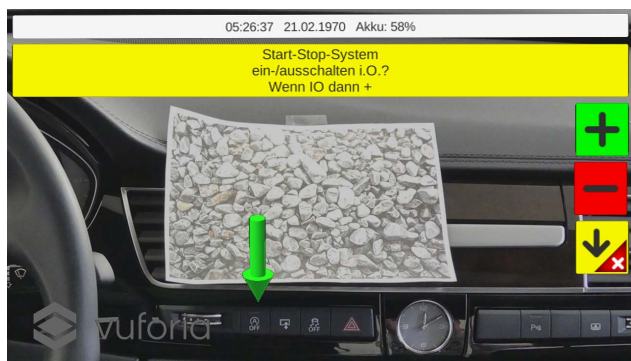 05:26:37 21.02.1970 Akku: 58%
Start-Stop-System
ein-/ausschalten i.O.?
Wenn IO dann +
vuforia
A
OFF
OFF
P